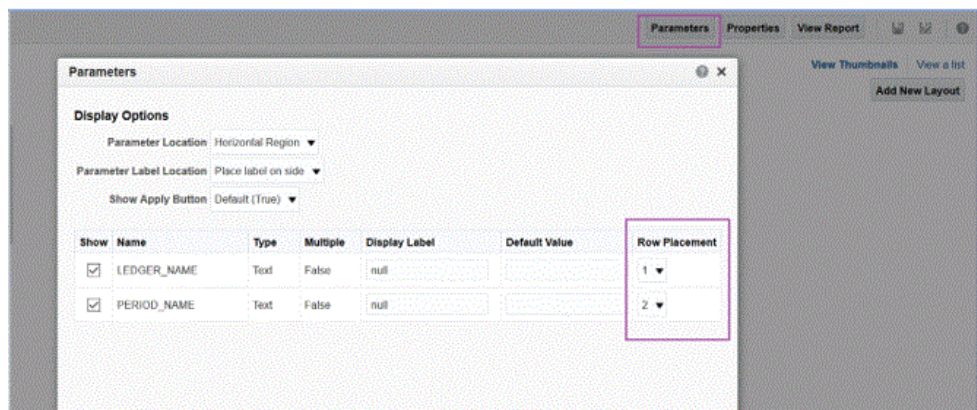 Parameters Properties View Report
View Thumbnails View a list
Add New Layout
Parameters
Display Options
Parameter Location Horizontal Region
Parameter Label Location Place label on side
Show Apply Button Default (True)
Show Name Type Multiple Display Label Default Value Row Placement
LEDGER_NAME Text False null 1
PERIOD_NAME Text False null 2